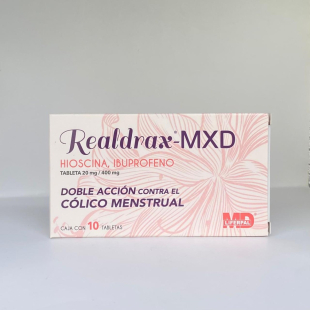 Realdrax®-MXD
HIOSCINA, IBUPROFENO
TABLETA 20 mg / 400 mg
DOBLE ACCIÓN CONTRA EL
CÓLICO MENSTRUAL
CAJA CON 10 TABLETAS
MD
LIFERPAL